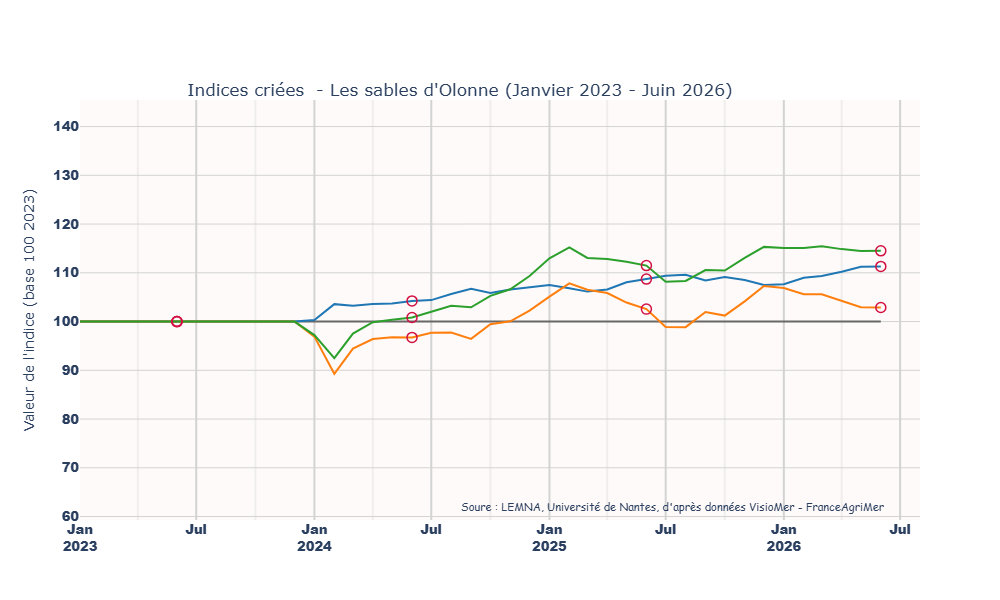 Indices criées  - Les sables d'Olonne (Janvier 2023 - Juin 2026)
Valeur de l'indice (base 100 2023)
140
130
120
110
100
90
80
70
60
Soure : LEMNA, Université de Nantes, d'après données VisioMer - FranceAgriMer
Jan Jul Jan Jul Jan Jul Jan Jul
2023 2024 2025 2026